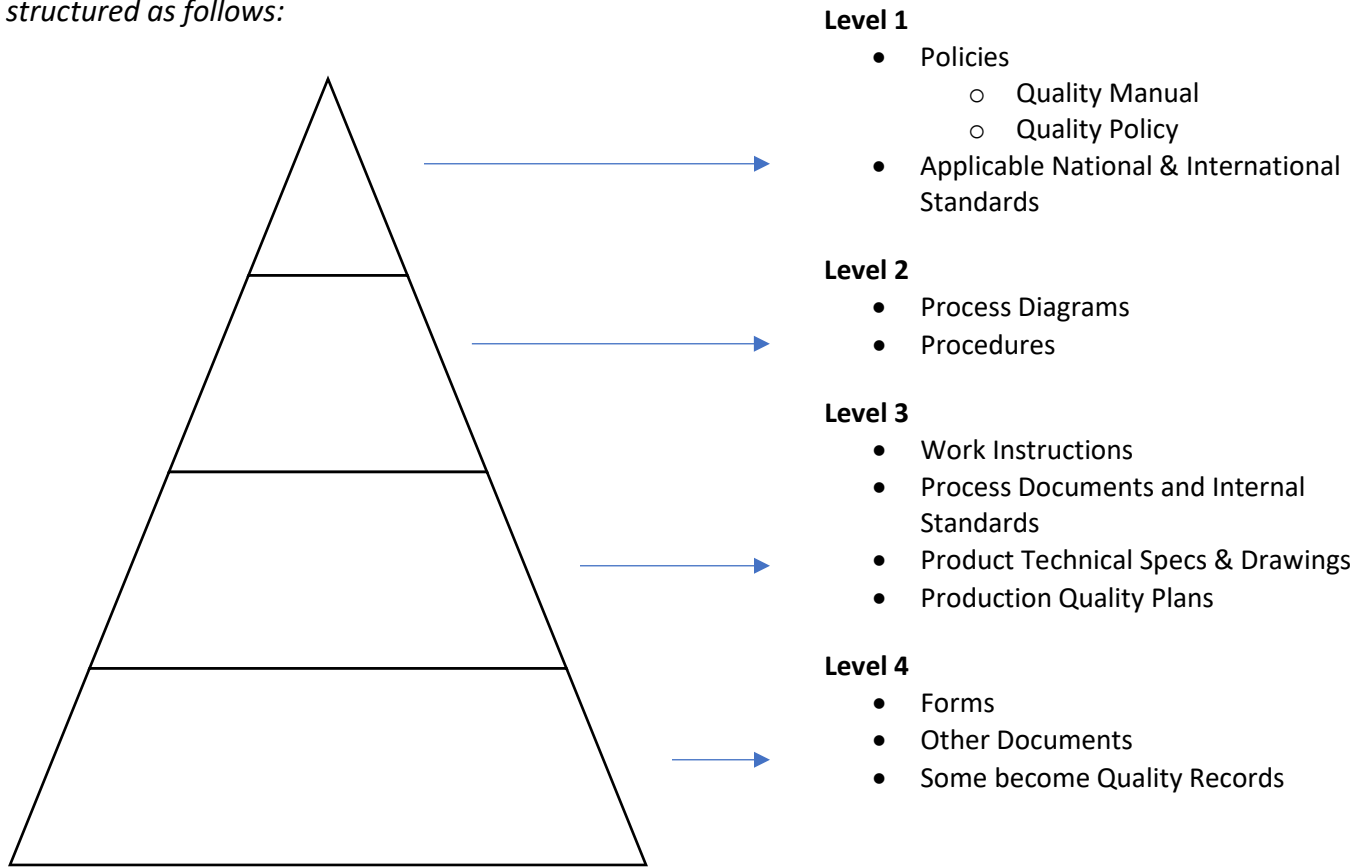 structured as follows:
Level 1
• Policies
o Quality Manual
o Quality Policy
• Applicable National & International
Standards
Level 2
• Process Diagrams
• Procedures
Level 3
• Work Instructions
• Process Documents and Internal
Standards
• Product Technical Specs & Drawings
• Production Quality Plans
Level 4
• Forms
• Other Documents
• Some become Quality Records